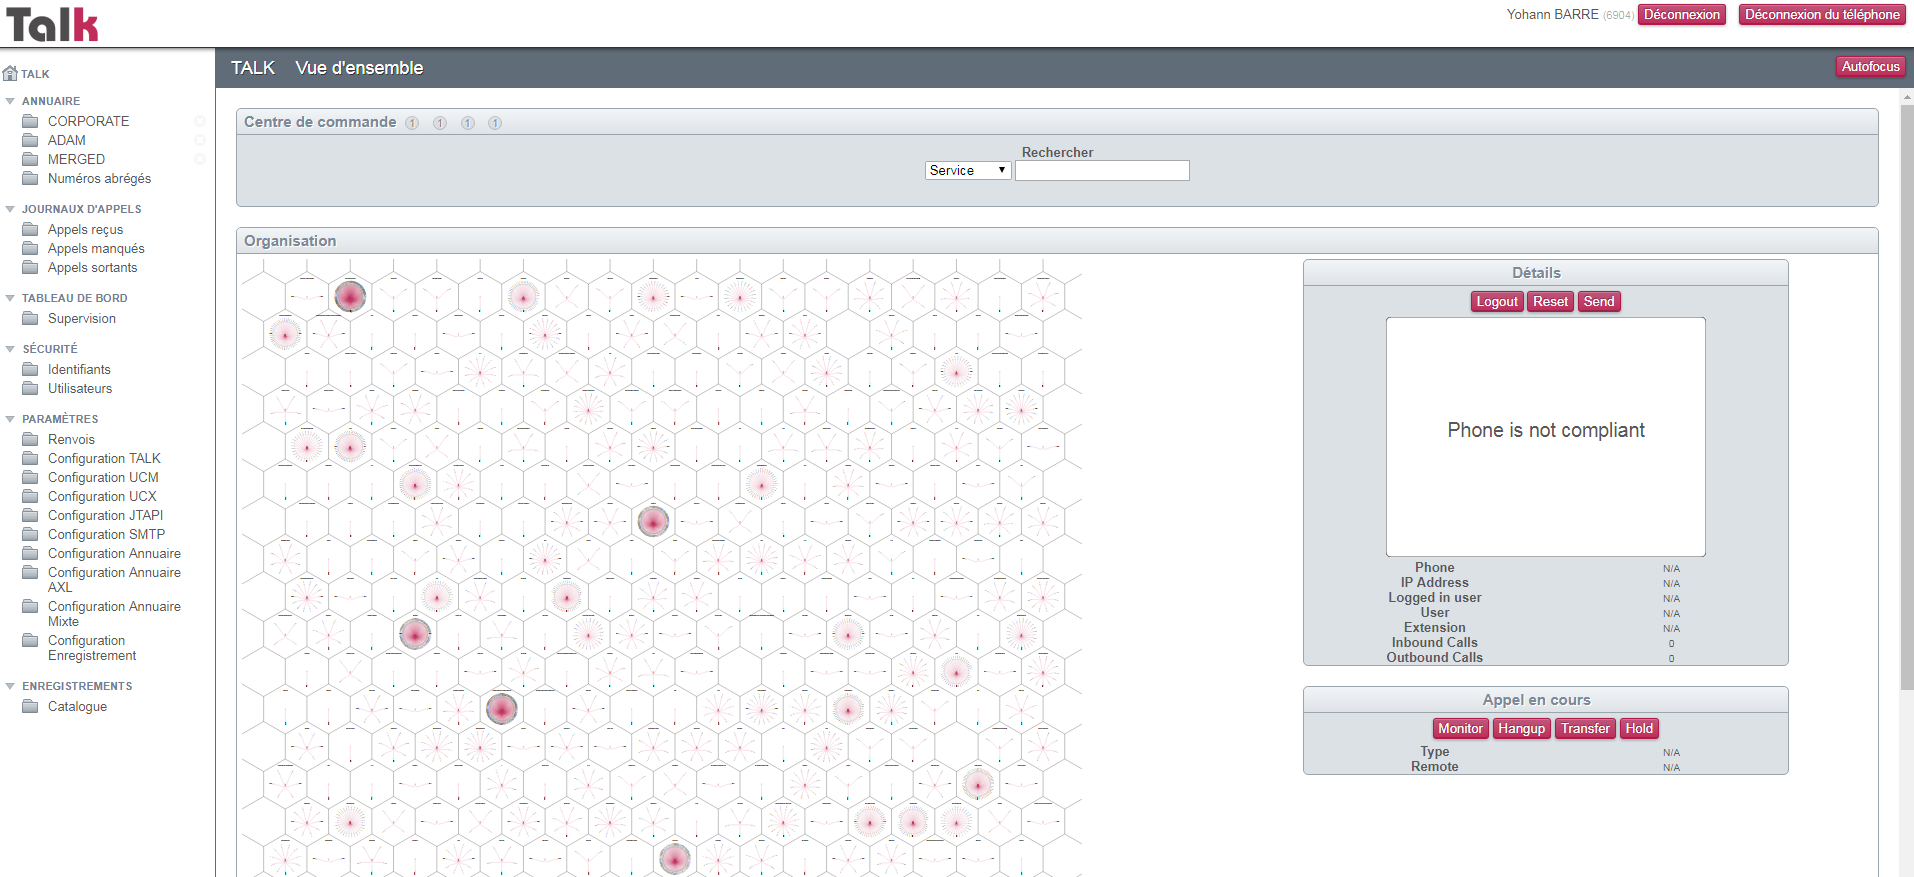 Talk
Yohann BARRE (6904) Déconnexion Déconnexion du téléphone
TALK Vue d'ensemble Autofocus
TALK
ANNUAIRE
CORPORATE
ADAM
MERGED
Numéros abrégés
JOURNAUX D'APPELS
Appels reçus
Appels manqués
Appels sortants
TABLEAU DE BORD
Supervision
SÉCURITÉ
Identifiants
Utilisateurs
PARAMÈTRES
Renvois
Configuration TALK
Configuration UCM
Configuration UCX
Configuration JTAPI
Configuration SMTP
Configuration Annuaire
Configuration Annuaire
AXL
Configuration Annuaire
Mixte
Configuration
Enregistrement
ENREGISTREMENTS
Catalogue
Centre de commande 1 1 1 1
Rechercher
Service
Organisation
Détails
Logout Reset Send
Phone is not compliant
Phone N/A
IP Address N/A
Logged in user N/A
User N/A
Extension N/A
Inbound Calls 0
Outbound Calls 0
Appel en cours
Monitor Hangup Transfer Hold
Type N/A
Remote N/A